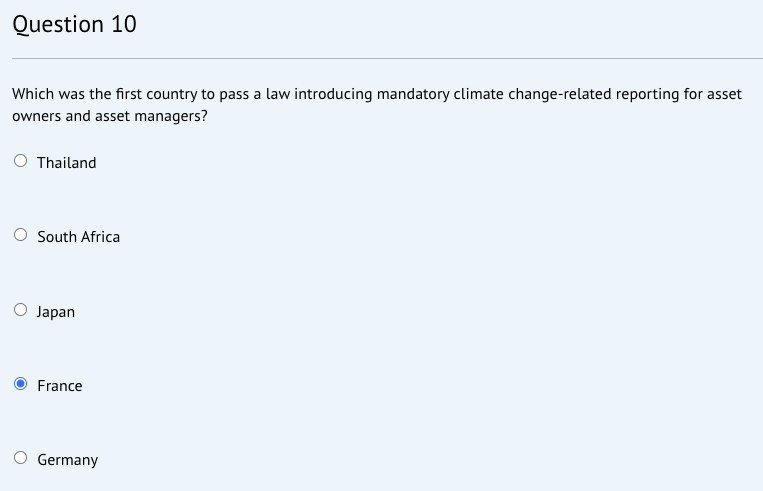 Question 10
Which was the first country to pass a law introducing mandatory climate change-related reporting for asset
owners and asset managers?
Thailand
South Africa
Japan
France
Germany